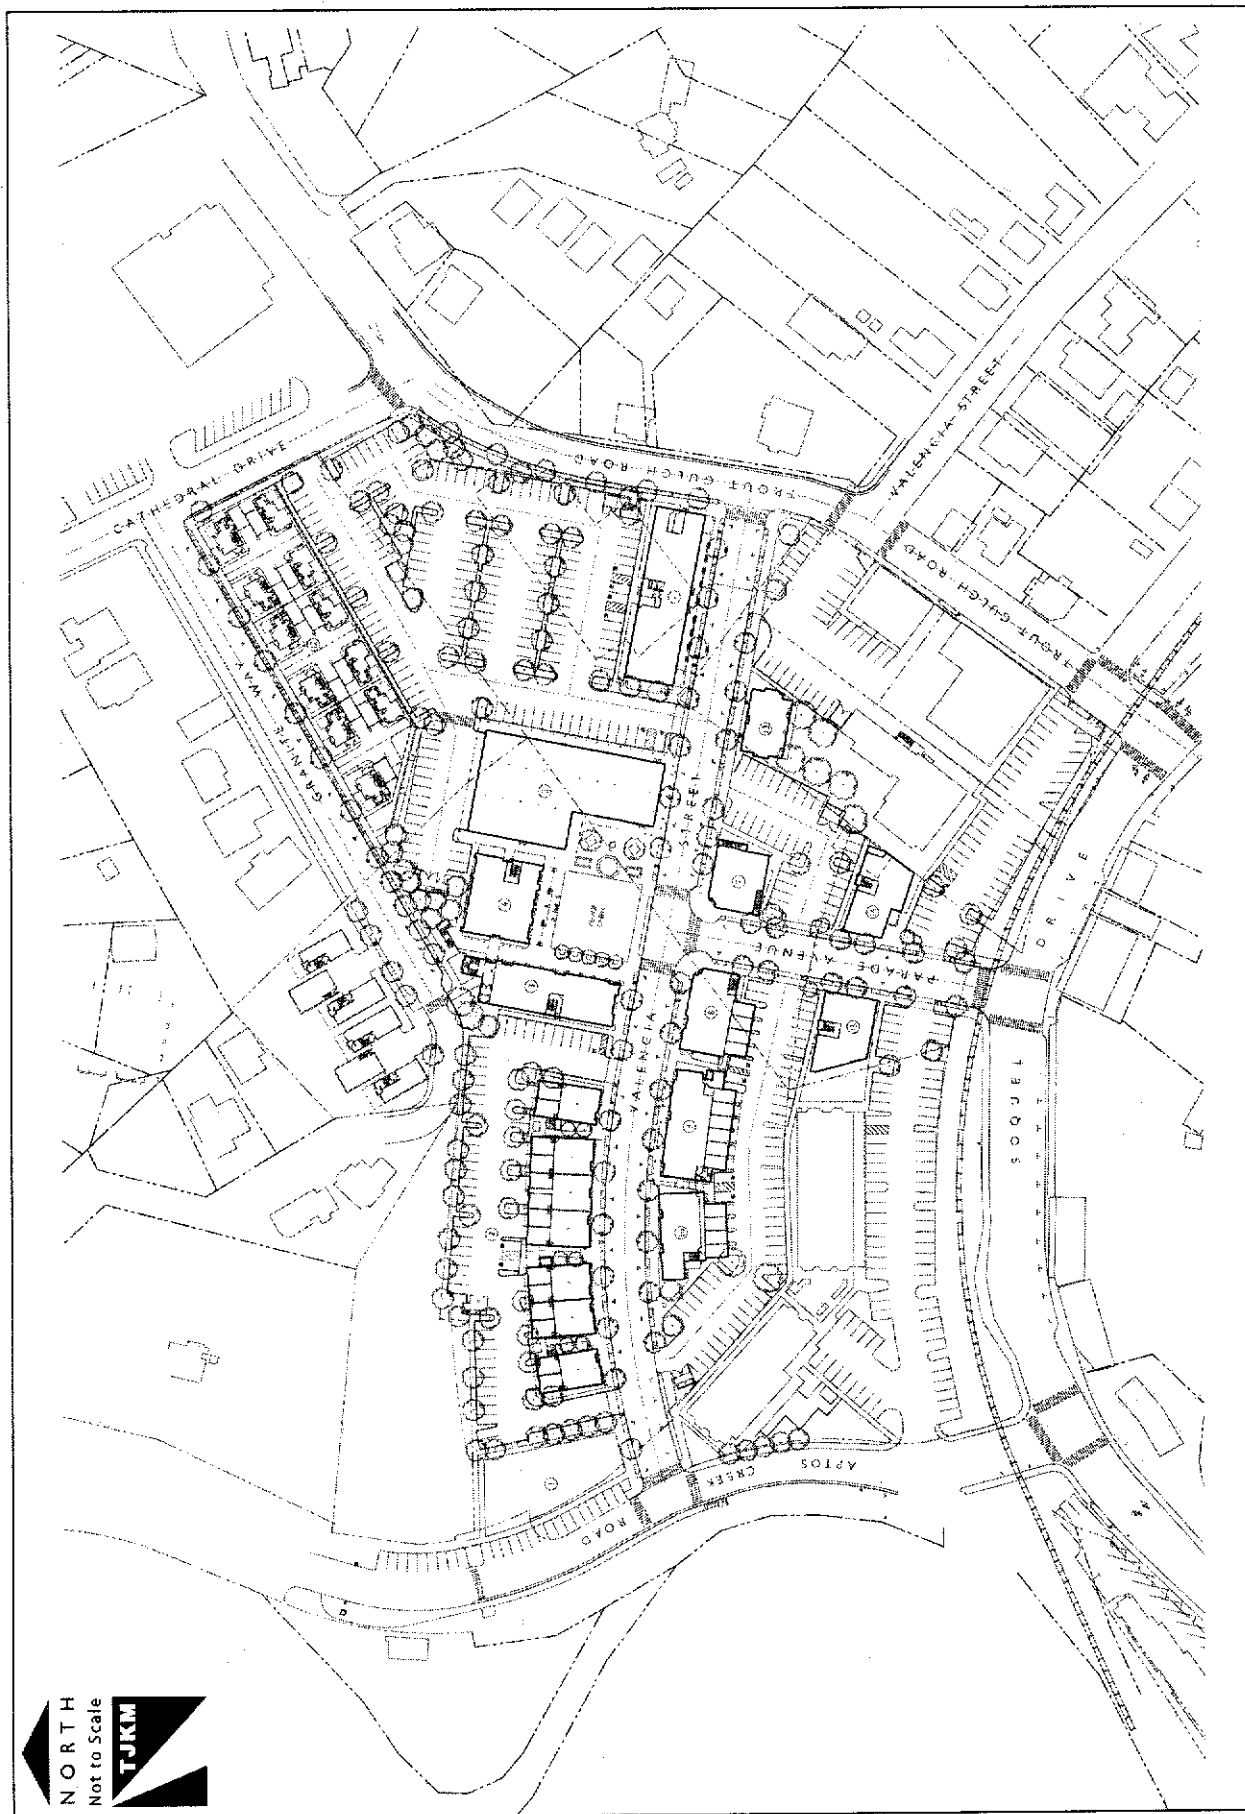 CATHEDRAL DRIVE
GRANITE WAY
TROUT GULCH ROAD
VALENCIA STREET
TROUT GULCH ROAD
VALENCIA STREET
PARADE AVENUE
SOQUEL DRIVE
APTOS CREEK ROAD
NORTH
Not to Scale
TJKM